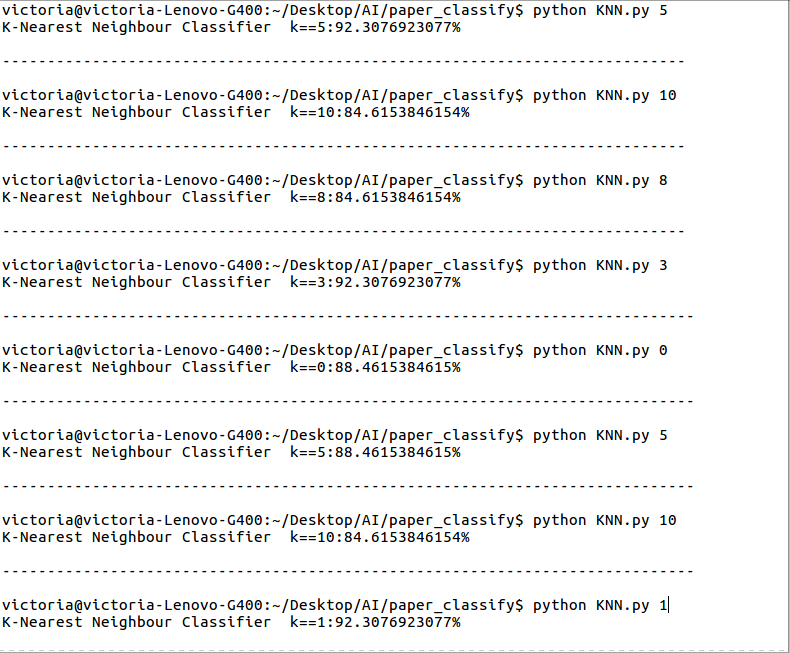 victoria@victoria-Lenovo-G400:~/Desktop/AI/paper_classify$ python KNN.py 5
K-Nearest Neighbour Classifier  k==5:92.3076923077%
----------------------------------------------------------------------------
victoria@victoria-Lenovo-G400:~/Desktop/AI/paper_classify$ python KNN.py 10
K-Nearest Neighbour Classifier  k==10:84.6153846154%
----------------------------------------------------------------------------
victoria@victoria-Lenovo-G400:~/Desktop/AI/paper_classify$ python KNN.py 8
K-Nearest Neighbour Classifier  k==8:84.6153846154%
----------------------------------------------------------------------------
victoria@victoria-Lenovo-G400:~/Desktop/AI/paper_classify$ python KNN.py 3
K-Nearest Neighbour Classifier  k==3:92.3076923077%
-----------------------------------------------------------------------------
victoria@victoria-Lenovo-G400:~/Desktop/AI/paper_classify$ python KNN.py 0
K-Nearest Neighbour Classifier  k==0:88.4615384615%
-----------------------------------------------------------------------------
victoria@victoria-Lenovo-G400:~/Desktop/AI/paper_classify$ python KNN.py 5
K-Nearest Neighbour Classifier  k==5:88.4615384615%
-----------------------------------------------------------------------------
victoria@victoria-Lenovo-G400:~/Desktop/AI/paper_classify$ python KNN.py 10
K-Nearest Neighbour Classifier  k==10:84.6153846154%
-----------------------------------------------------------------------------
victoria@victoria-Lenovo-G400:~/Desktop/AI/paper_classify$ python KNN.py 1
K-Nearest Neighbour Classifier  k==1:92.3076923077%